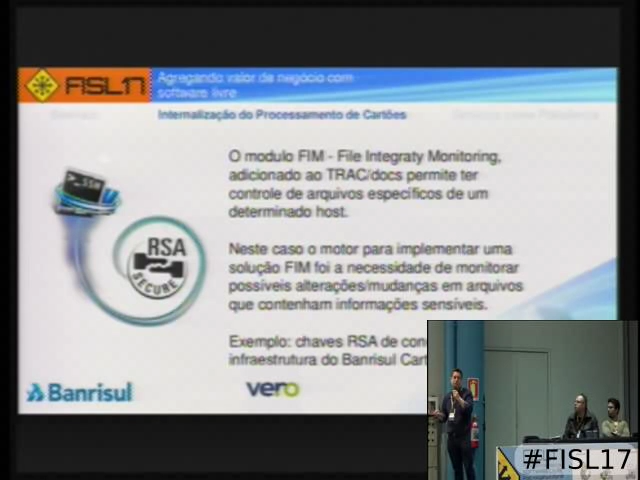 FISL17
Agregando valor de negócio com
software livre
Internalização do Processamento de Cartões
O modulo FIM - File Integraty Monitoring,
adicionado ao TRAC/docs permite ter
controle de arquivos específicos de um
determinado host.
Neste caso o motor para implementar uma
solução FIM foi a necessidade de monitorar
possíveis alterações/mudanças em arquivos
que contenham informações sensíveis.
Exemplo: chaves RSA de
infraestrutura do Banrisul
>_SSH
RSA
SECURE
Banrisul
vero
#FISL17